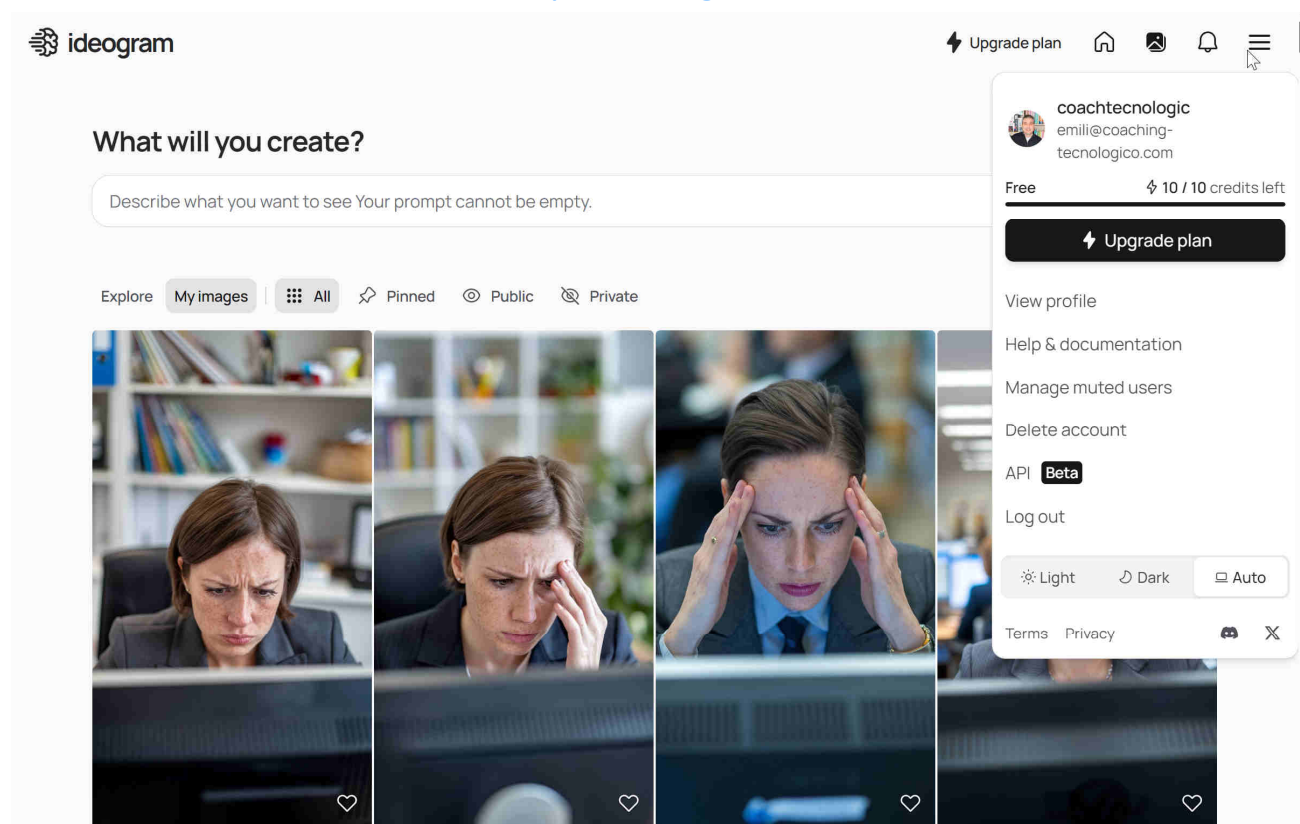 ideogram
Upgrade plan
What will you create?
Describe what you want to see Your prompt cannot be empty.
Explore My images All Pinned Public Private
coachtecnologic
emili@coaching-
tecnologico.com
Free 10 / 10 credits left
Upgrade plan
View profile
Help & documentation
Manage muted users
Delete account
API Beta
Log out
Light Dark Auto
Terms Privacy